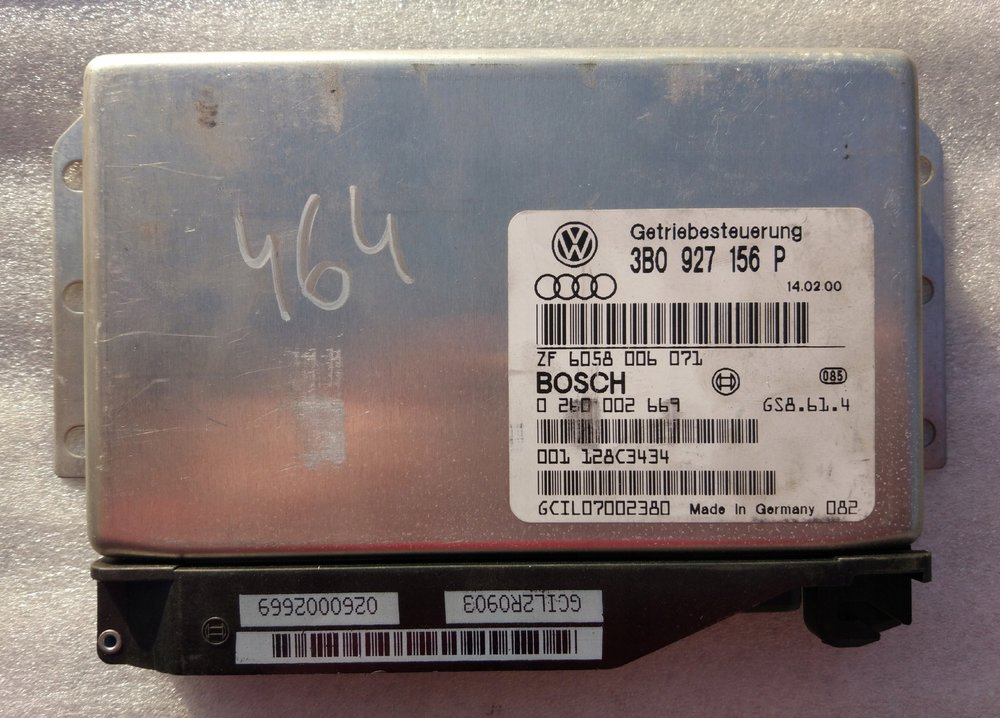 464
Getriebesteuerung
3B0 927 156 P
14.02.00
ZF 6058 006 071
BOSCH
085
0 260 002 669
GS8.61.4
001 128C3434
GCIL07002380 Made In Germany 082
0260002669
GCIL2R0903